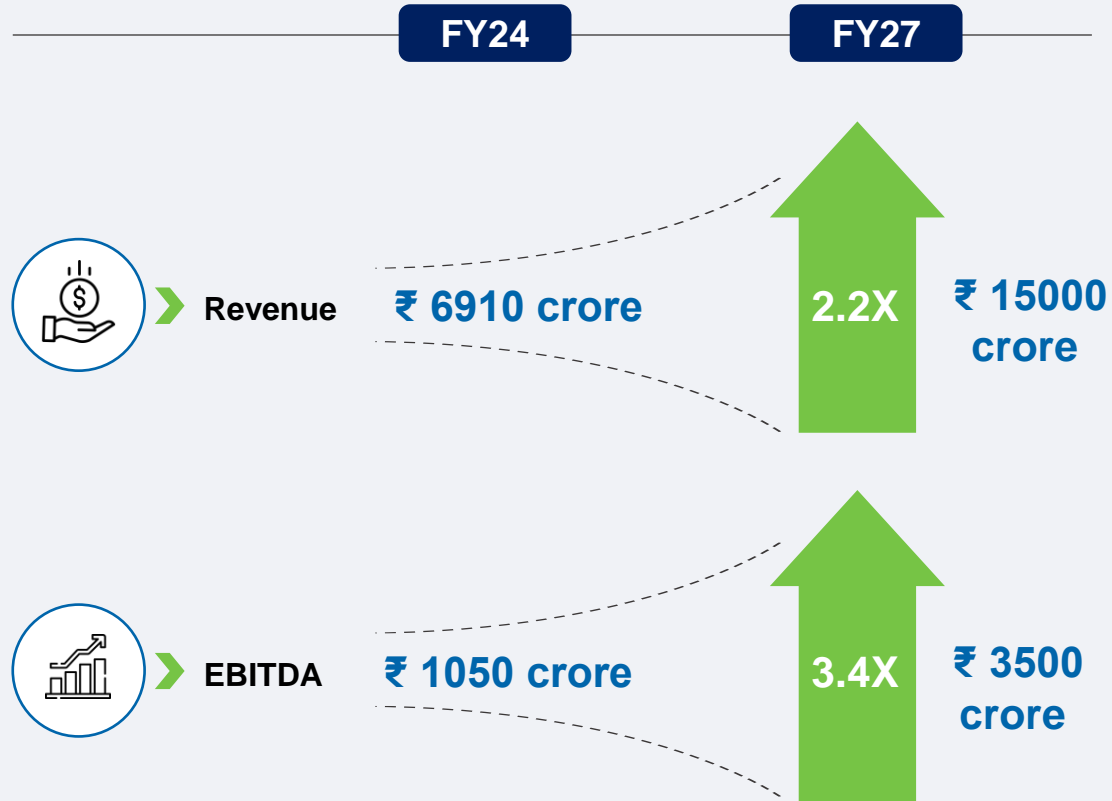 FY24
FY27
Revenue
₹ 6910 crore
2.2X
₹ 15000
crore
EBITDA
₹ 1050 crore
3.4X
₹ 3500
crore